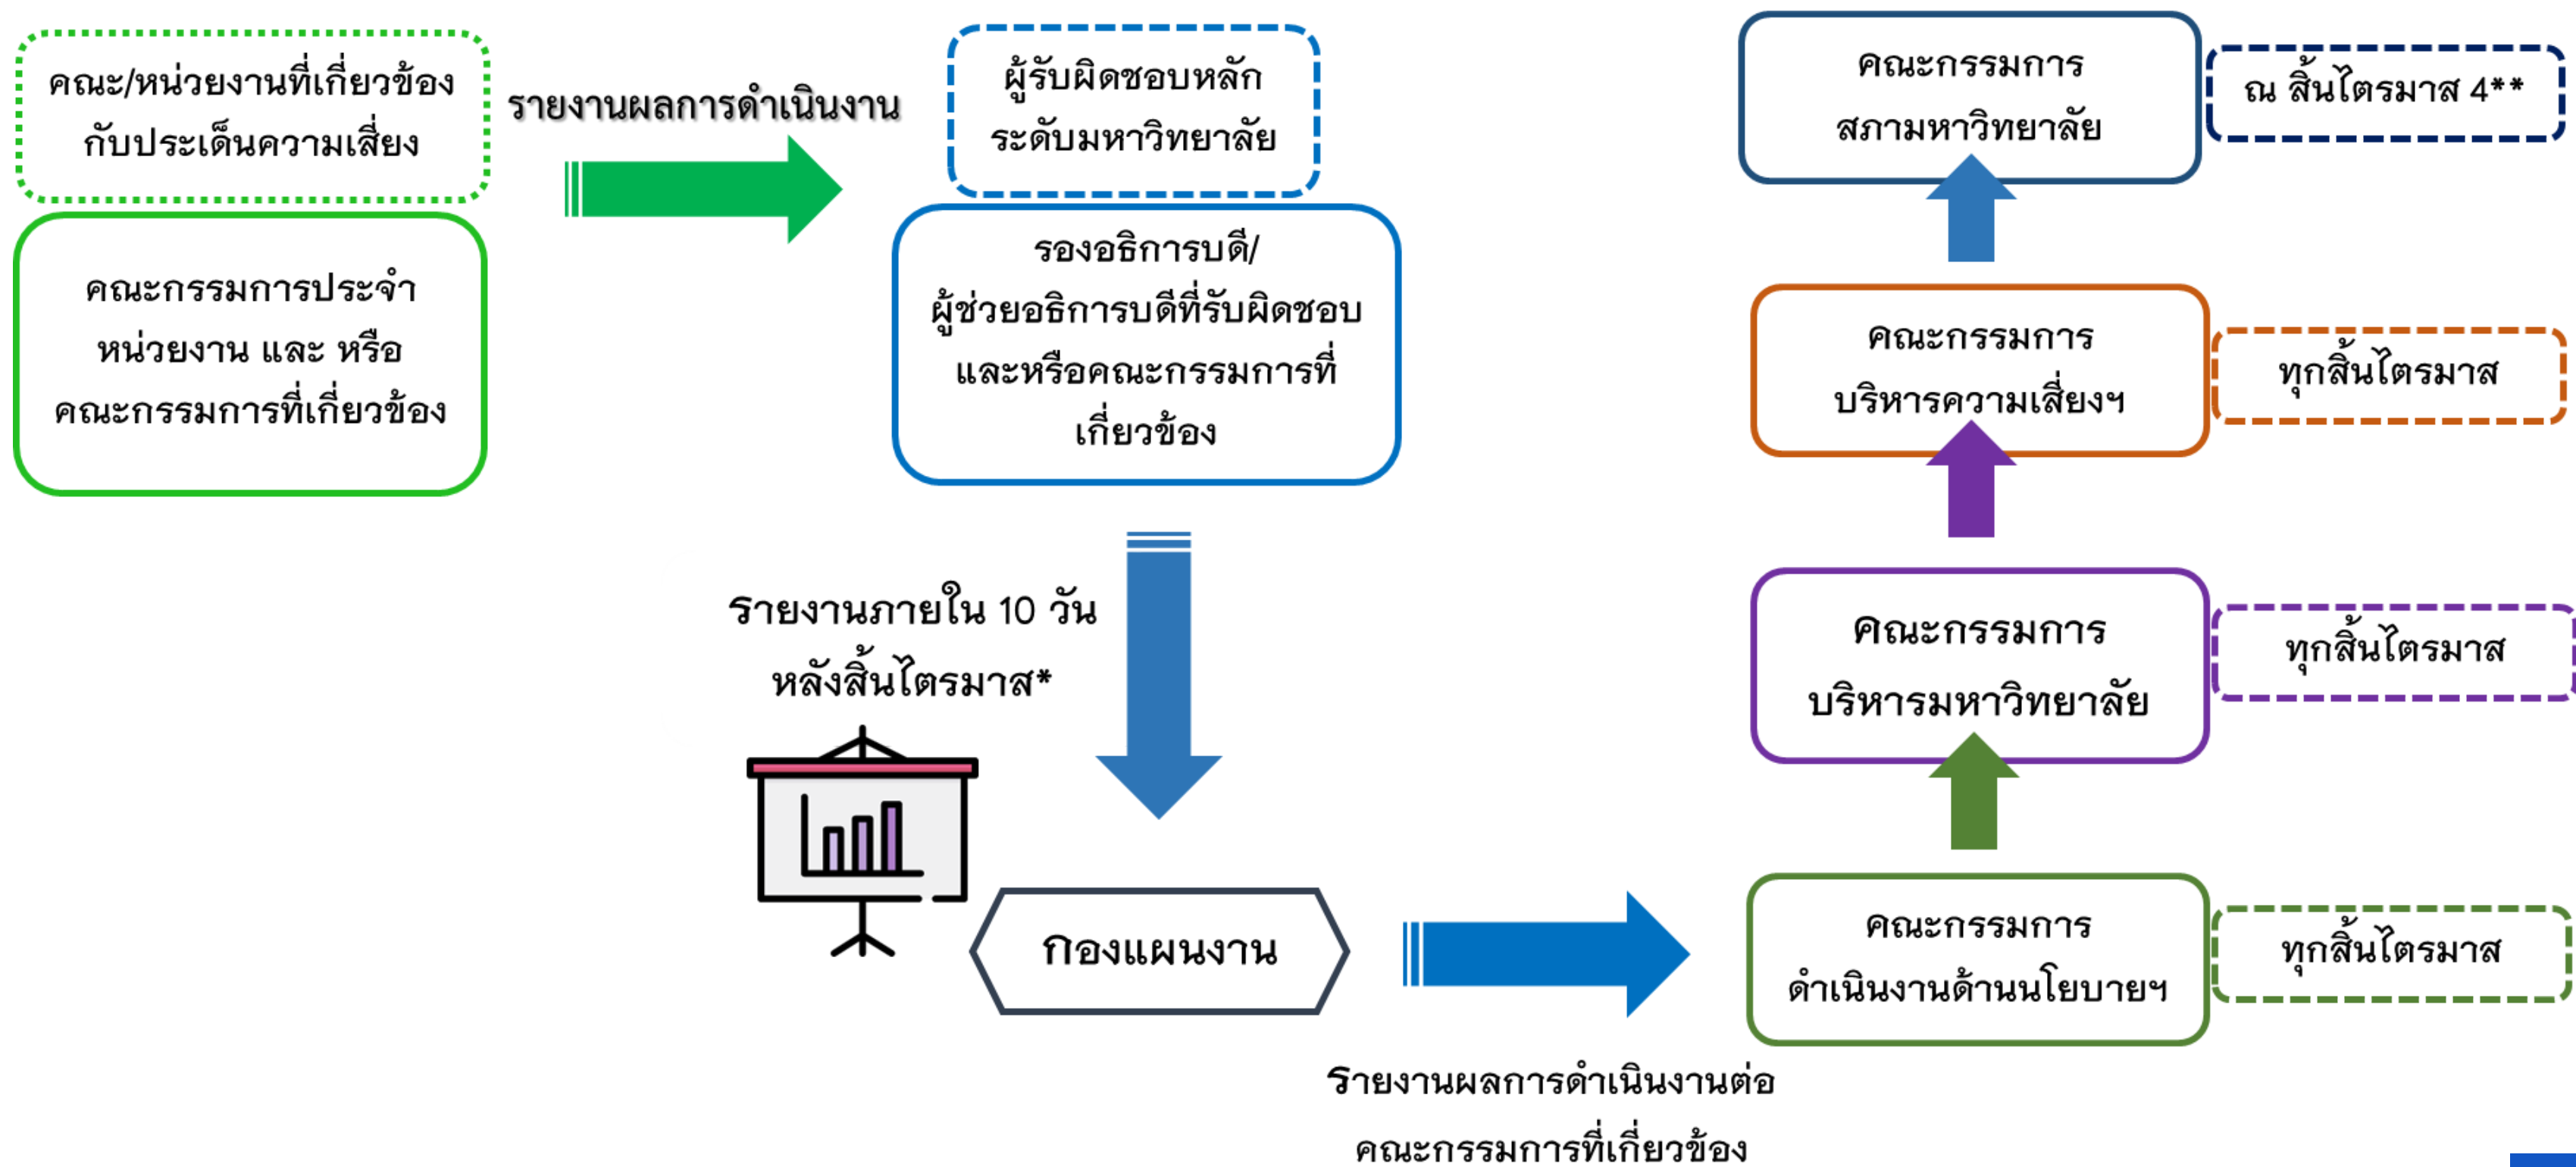 คณะ/หน่วยงานที่เกี่ยวข้อง
กับประเด็นความเสี่ยง
คณะกรรมการประจำ
หน่วยงาน และ หรือ
คณะกรรมการที่เกี่ยวข้อง
รายงานผลการดำเนินงาน
ผู้รับผิดชอบหลัก
ระดับมหาวิทยาลัย
รองอธิการบดี/
ผู้ช่วยอธิการบดีที่รับผิดชอบ
และหรือคณะกรรมการที่
เกี่ยวข้อง
รายงานภายใน 10 วัน
หลังสิ้นไตรมาส*
กองแผนงาน
รายงานผลการดำเนินงานต่อ
คณะกรรมการที่เกี่ยวข้อง
คณะกรรมการ
สภามหาวิทยาลัย
ณ สิ้นไตรมาส 4**
คณะกรรมการ
บริหารความเสี่ยงฯ
ทุกสิ้นไตรมาส
คณะกรรมการ
บริหารมหาวิทยาลัย
ทุกสิ้นไตรมาส
คณะกรรมการ
ดำเนินงานด้านนโยบายฯ
ทุกสิ้นไตรมาส